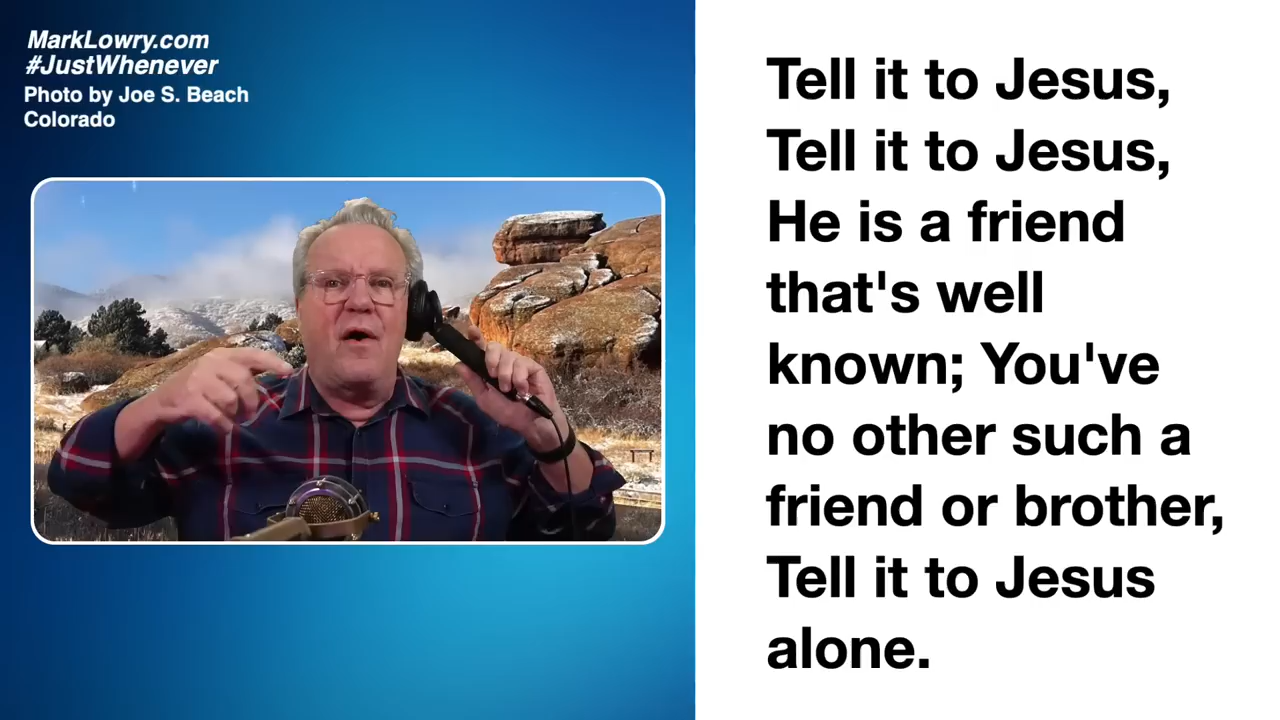 MarkLowry.com
#JustWhenever
Photo by Joe S. Beach
Colorado
Tell it to Jesus,
Tell it to Jesus,
He is a friend
that's well
known; You've
no other such a
friend or brother,
Tell it to Jesus
alone.